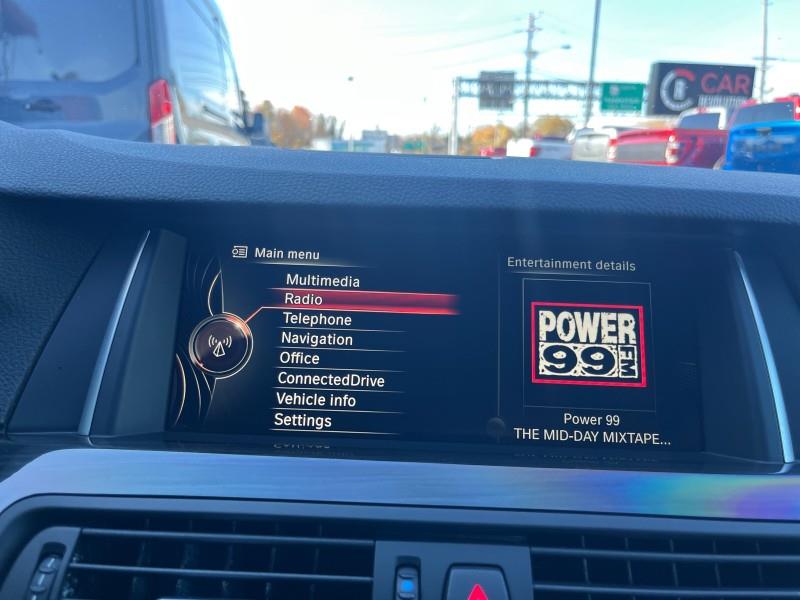 CAR
REVOLUTION
Main menu
Multimedia
Radio
Telephone
Navigation
Office
ConnectedDrive
Vehicle info
Settings
Entertainment details
POWER
99 FM
Power 99
THE MID-DAY MIXTAPE...